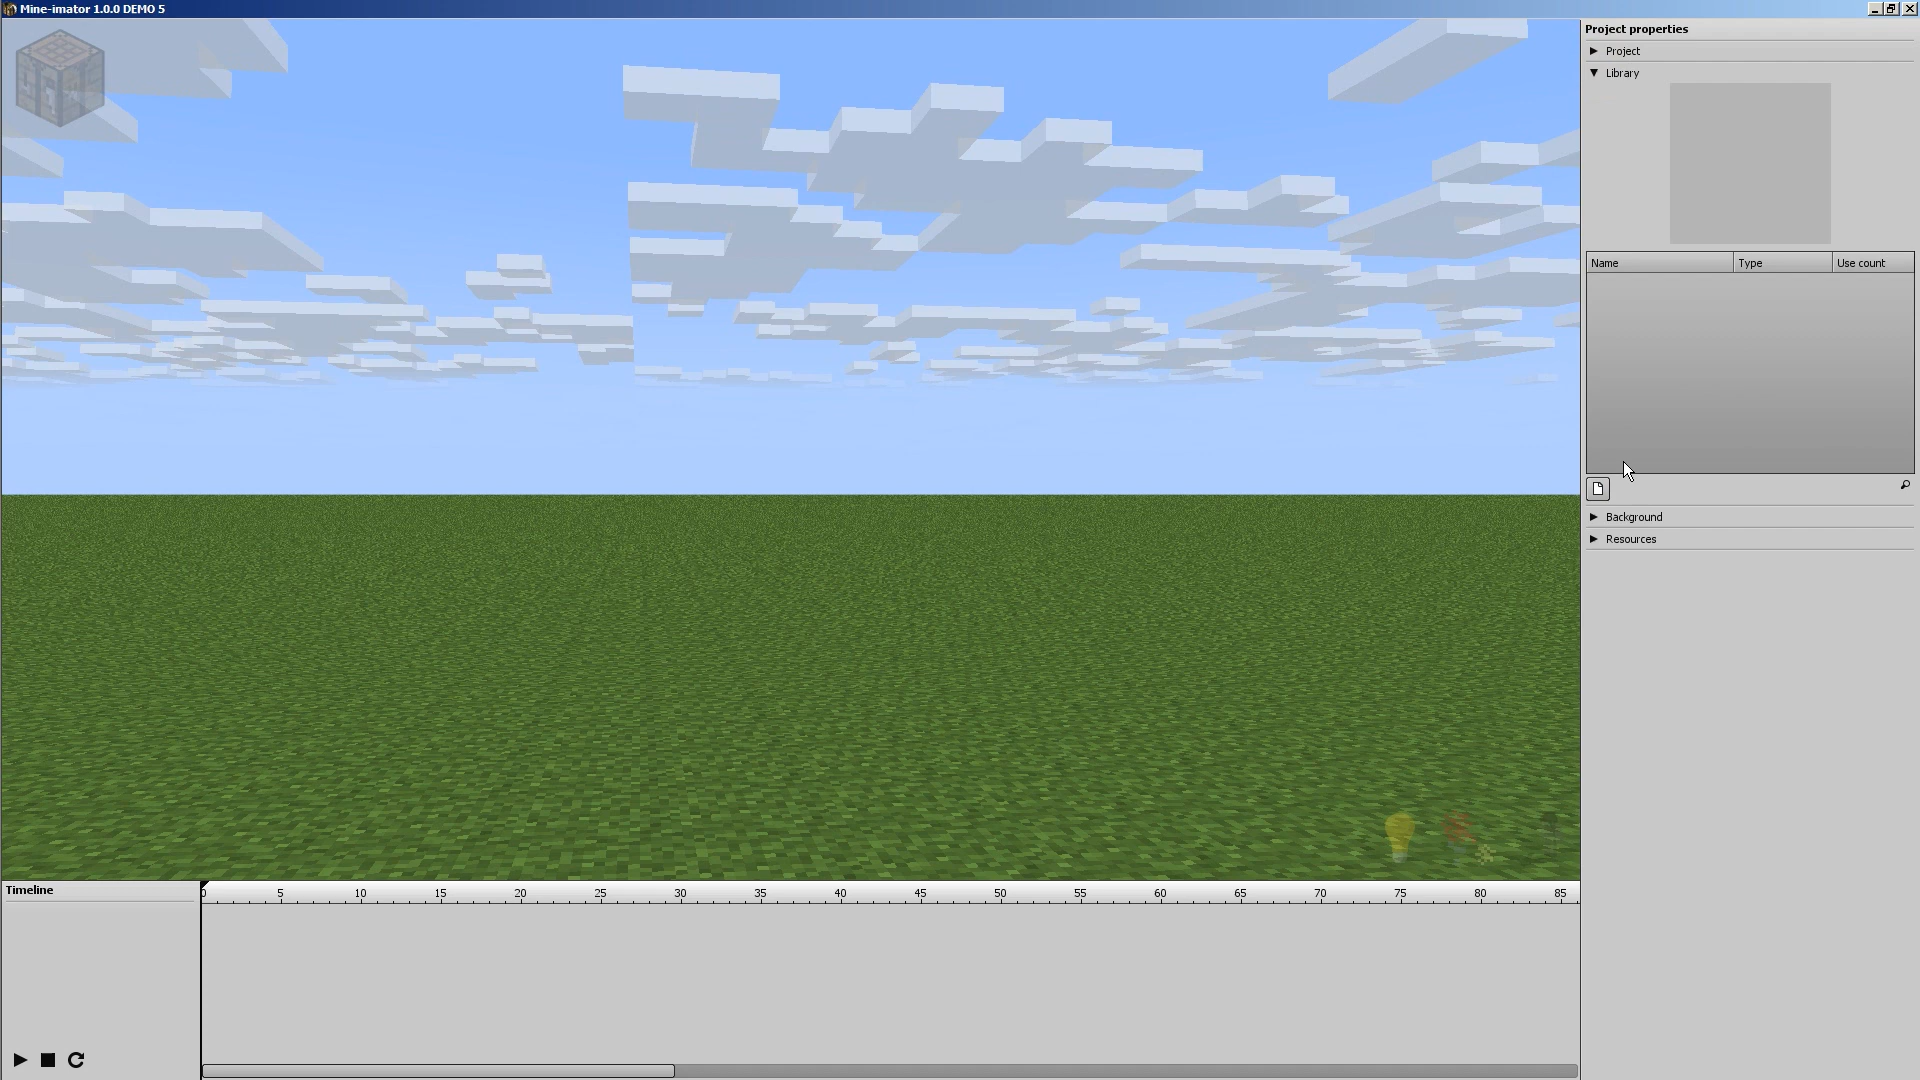 Mine-imator 1.0.0 DEMO 5
Project properties
Project
Library
Name Type Use count
Background
Resources
Timeline
0 5 10 15 20 25 30 35 40 45 50 55 60 65 70 75 80 85